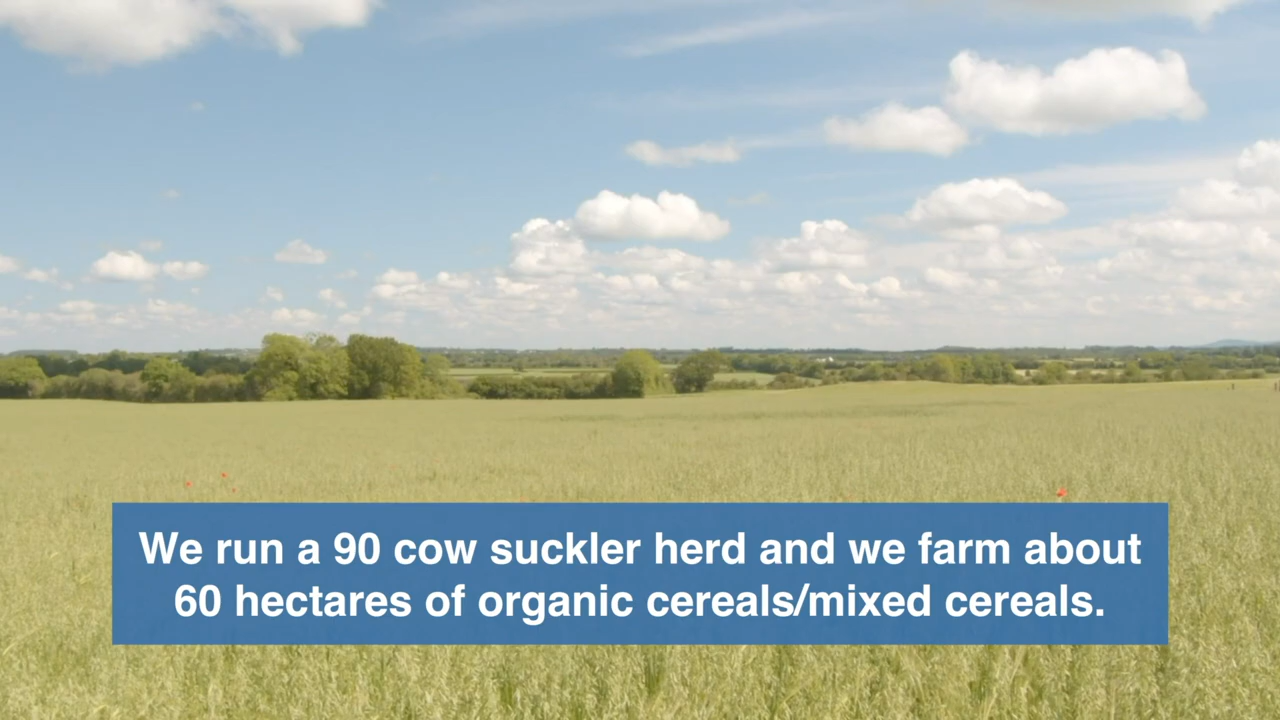 We run a 90 cow suckler herd and we farm about
60 hectares of organic cereals/mixed cereals.